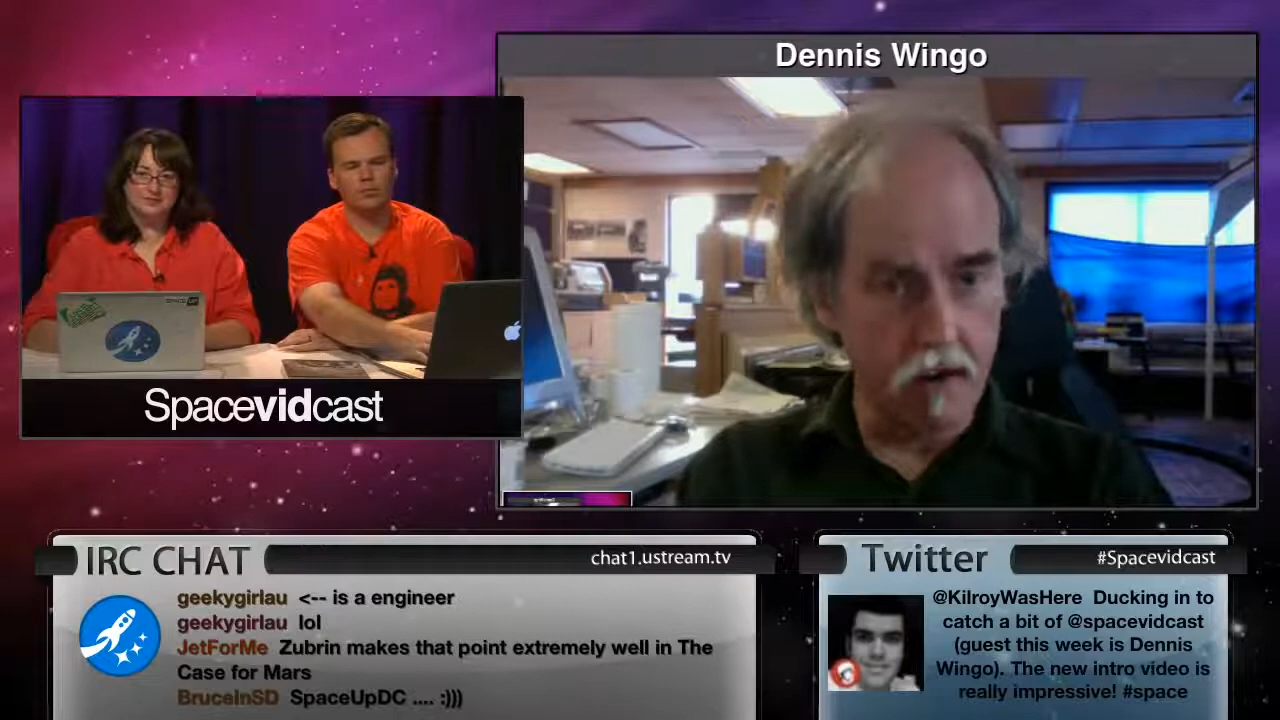 Dennis Wingo
Spacevidcast
IRC CHAT
chat1.ustream.tv
geekygirlau <-- is a engineer
geekygirlau lol
JetForMe Zubrin makes that point extremely well in The
Case for Mars
BruceInSD SpaceUpDC .... :)))
Twitter
#Spacevidcast
@KilroyWasHere Ducking in to
catch a bit of @spacevidcast
(guest this week is Dennis
Wingo). The new intro video is
really impressive! #space